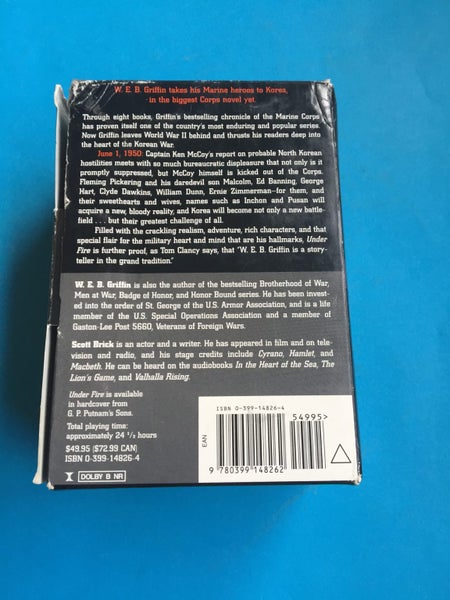 W. E. B. Griffin takes his Marine heroes to Korea,
in the biggest Corps novel yet.
Through eight books, Griffin's bestselling chronicle of the Marine Corps
has proven itself one of the country's most enduring and popular series.
Now Griffin leaves World War II behind and thrusts his readers deep into
the heart of the Korean War.
June 1, 1950: Captain Ken McCoy's report on probable North Korean
hostilities meets with so much bureaucratic displeasure that not only is it
promptly suppressed, but McCoy himself is kicked out of the Corps.
Fleming Pickering and his daredevil son Malcolm, Ed Banning, George
Hart, Clyde Dawkins, William Dunn, Ernie Zimmerman—for them, and
their sweethearts and wives, names such as Inchon and Pusan will
acquire a new, bloody reality, and Korea will become not only a new battle-
field . . . but their greatest challenge of all.
Filled with the crackling realism, adventure, rich characters, and that
special flair for the military heart and mind that are his hallmarks, Under
Fire is further proof, as Tom Clancy says, that "W. E. B. Griffin is a story-
teller in the grand tradition."
W. E. B. Griffin is also the author of the bestselling Brotherhood of War,
Men at War, Badge of Honor, and Honor Bound series. He has been invest-
ed into the order of St. George of the U.S. Armor Association, and is a life
member of the U.S. Special Operations Association and a member of
Gaston-Lee Post 5660, Veterans of Foreign Wars.
Scott Brick is an actor and a writer. He has appeared in film and on tele-
vision and radio, and his stage credits include Cyrano, Hamlet, and
Macbeth. He can be heard on the audiobooks In the Heart of the Sea, The
Lion's Game, and Valhalla Rising.
Under Fire is available
in hardcover from
G. P. Putnam's Sons.
Total playing time:
approximately 24 1/2 hours
$49.95 ($72.99 CAN)
ISBN 0-399-14826-4
DOLBY B NR
ISBN 0-399-14826-4
54995>
EAN
9 780399 148262